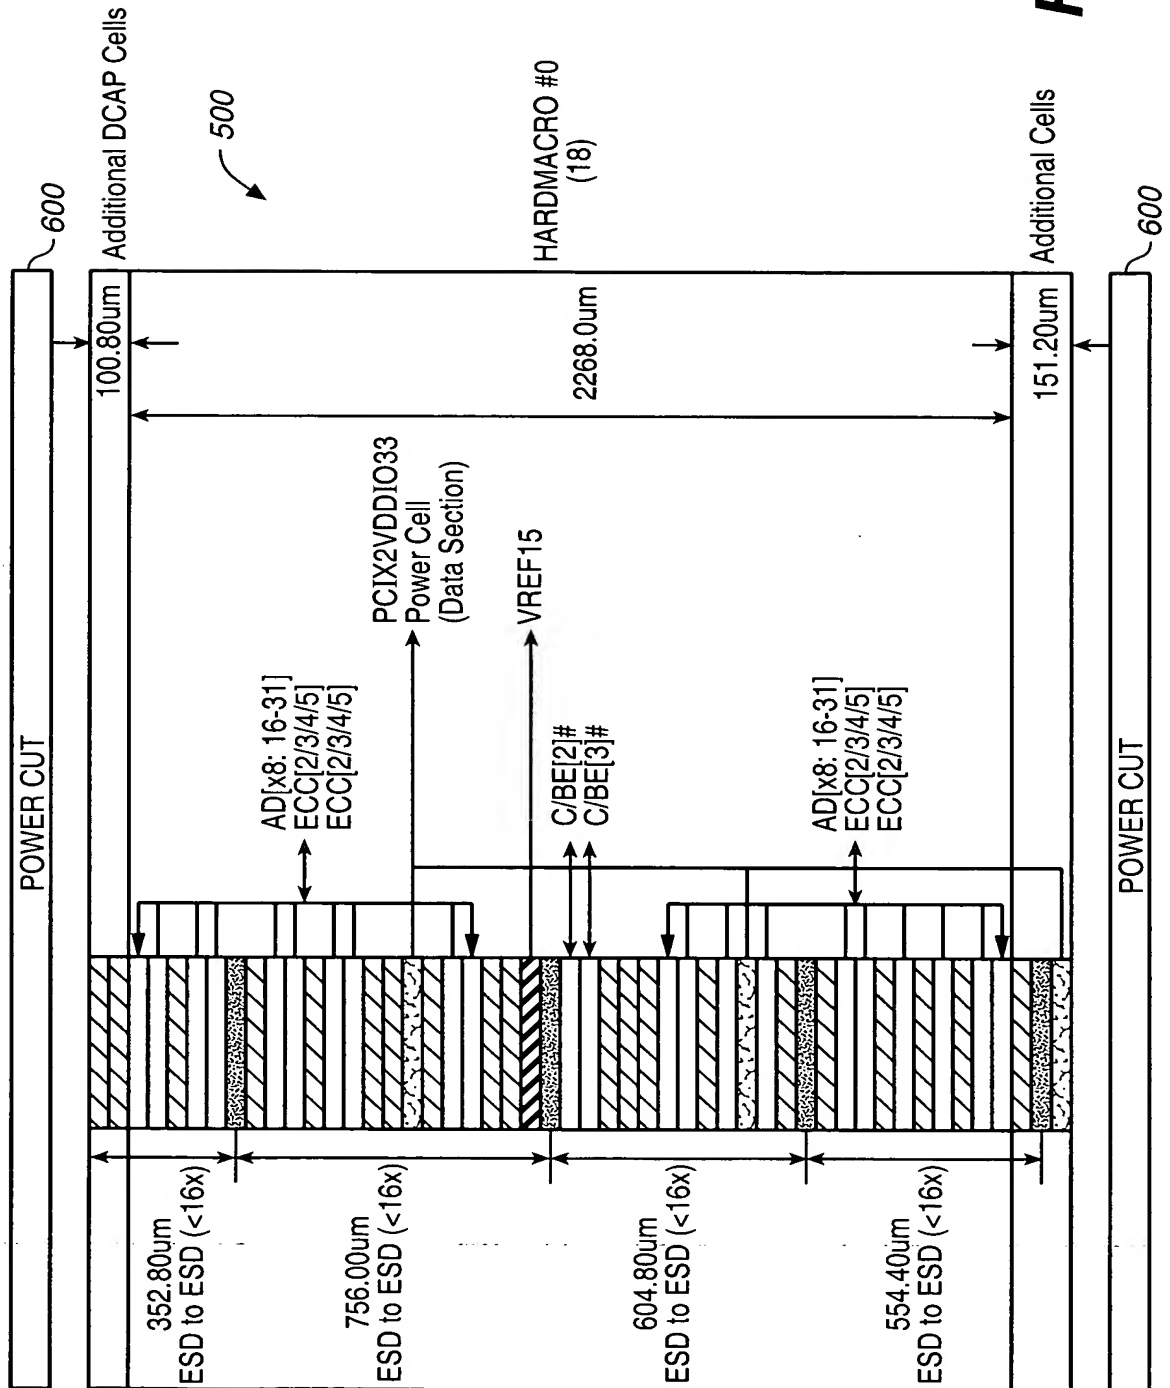 POWER CUT
600
Additional DCAP Cells
100.80um
500
HARDMACRO #0
(18)
2268.0um
PCIX2VDDIO33
Power Cell
(Data Section)
VREF15
AD[x8: 16-31]
ECC[2/3/4/5]
ECC[2/3/4/5]
C/BE[2]#
C/BE[3]#
AD[x8: 16-31]
ECC[2/3/4/5]
ECC[2/3/4/5]
352.80um
ESD to ESD (<16x)
756.00um
ESD to ESD (<16x)
604.80um
ESD to ESD (<16x)
554.40um
ESD to ESD (<16x)
Additional Cells
151.20um
POWER CUT
600